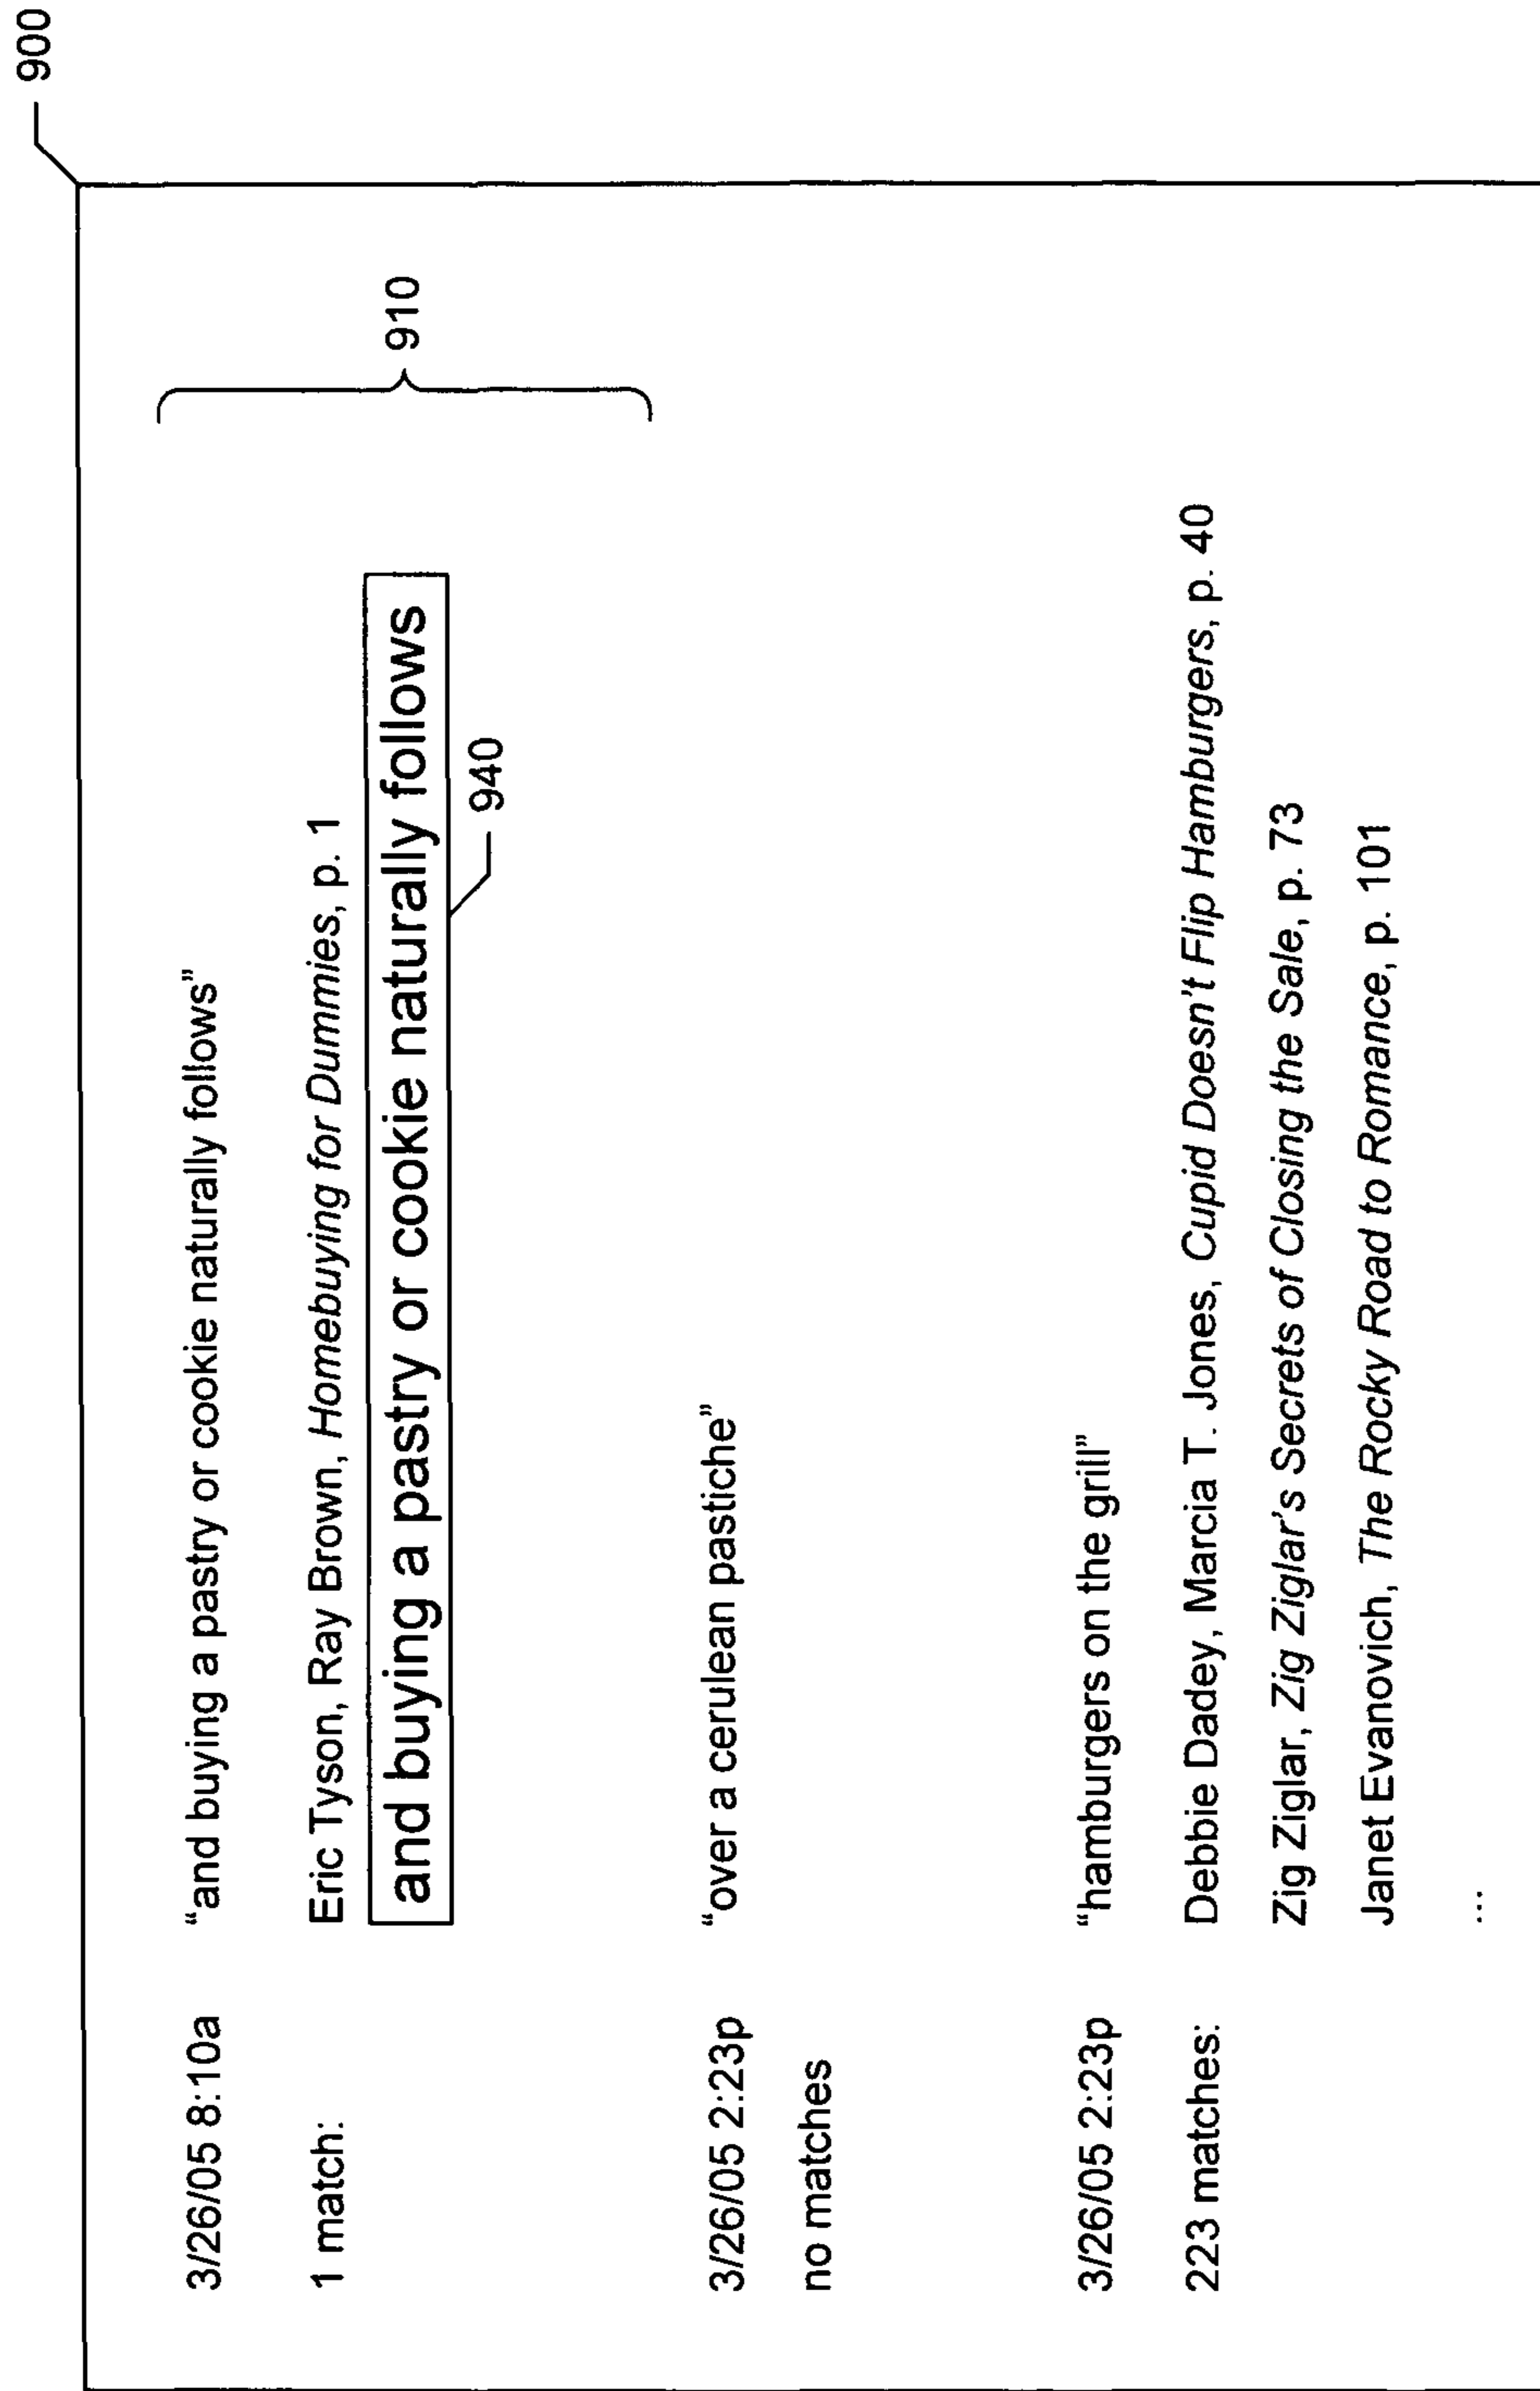 900
3/26/05 8:10a “and buying a pastry or cookie naturally follows”
1 match: Eric Tyson, Ray Brown, Homebuying for Dummies, p. 1
910
and buying a pastry or cookie naturally follows
940
3/26/05 2:23p “over a cerulean pastiche”
no matches
3/26/05 2:23p “hamburgers on the grill”
223 matches: Debbie Dadey, Marcia T. Jones, Cupid Doesn't Flip Hamburgers, p. 40
Zig Ziglar, Zig Ziglar's Secrets of Closing the Sale, p. 73
Janet Evanovich, The Rocky Road to Romance, p. 101
...